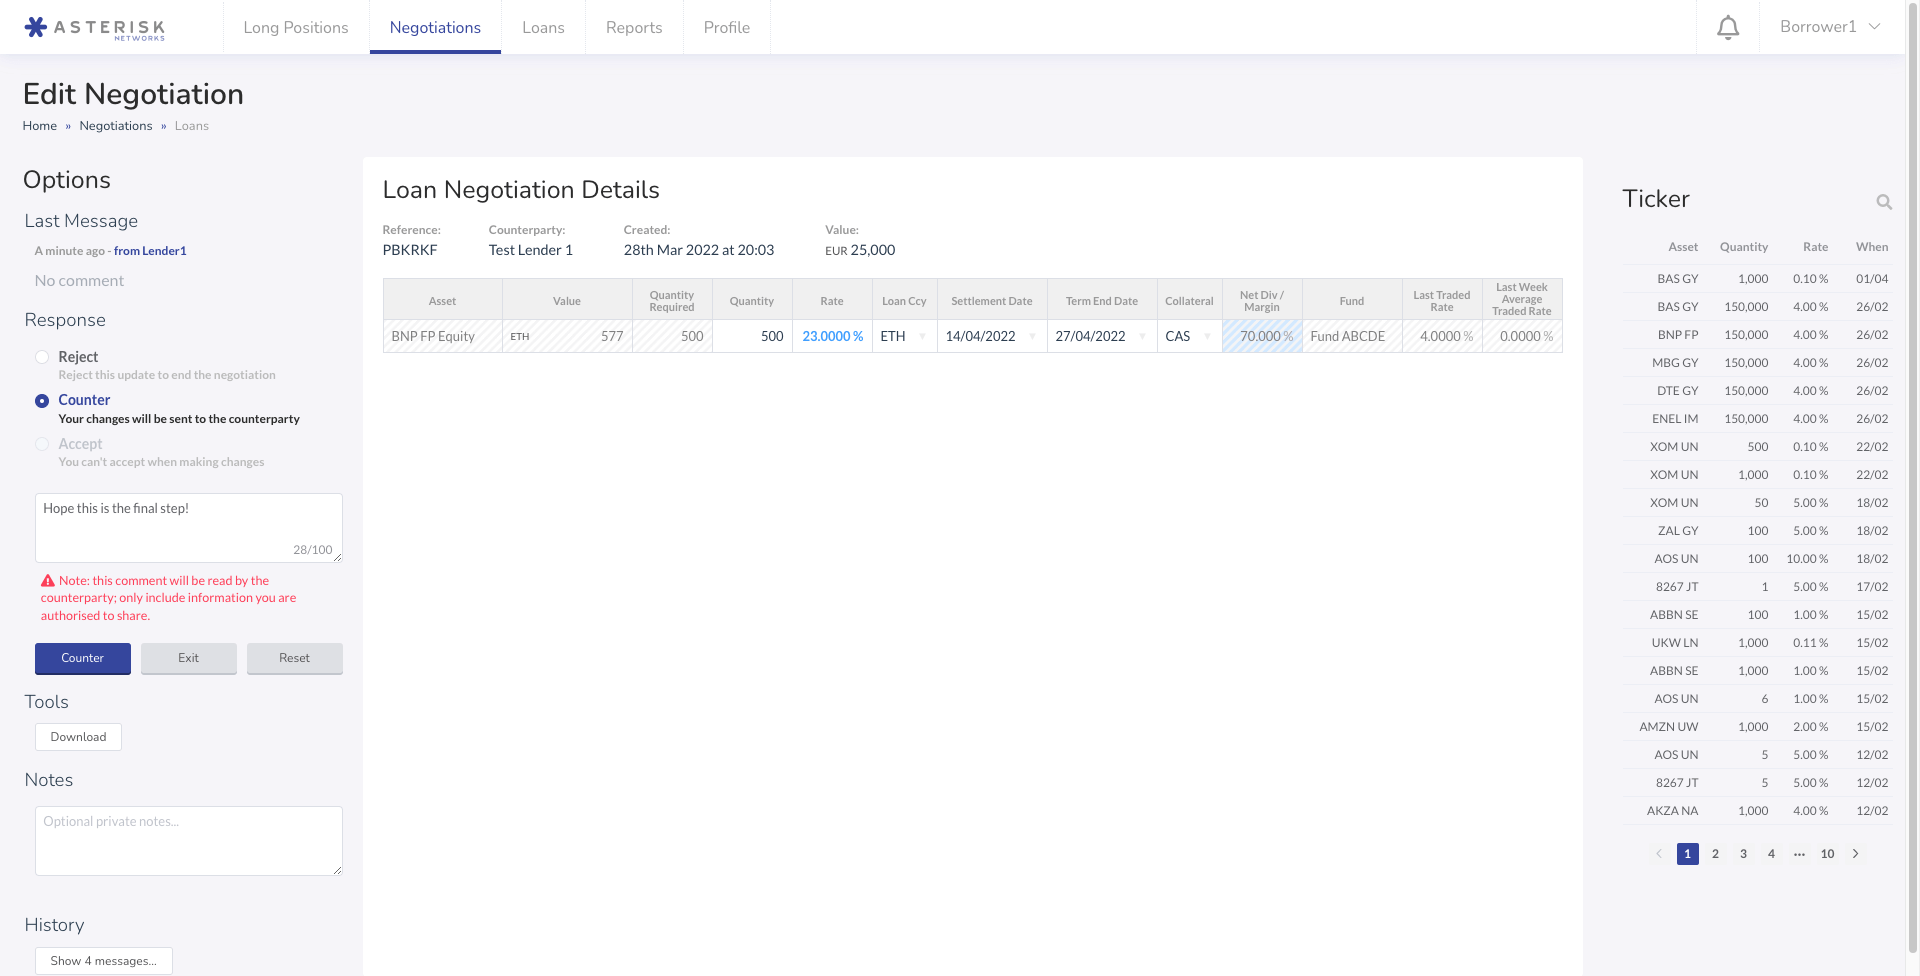 ASTERISK
NETWORKS
Long Positions
Negotiations
Loans
Reports
Profile
Borrower1
Edit Negotiation
Home » Negotiations » Loans
Options
Last Message
A minute ago - from Lender1
No comment
Response
Reject
Reject this update to end the negotiation
Counter
Your changes will be sent to the counterparty
Accept
You can't accept when making changes
Hope this is the final step!
28/100
Note: this comment will be read by the
counterparty; only include information you are
authorised to share.
Counter Exit Reset
Tools
Download
Notes
Optional private notes...
History
Show 4 messages...
Loan Negotiation Details
Reference: Counterparty: Created: Value:
PBKRKF Test Lender 1 28th Mar 2022 at 20:03 EUR 25,000
Asset Value Quantity Required Quantity Rate Loan Ccy Settlement Date Term End Date Collateral Net Div / Margin Fund Last Traded Rate Last Week Average Traded Rate
BNP FP Equity ETH 577 500 500 23.0000 % ETH 14/04/2022 27/04/2022 CAS 70.000 % Fund ABCDE 4.0000 % 0.0000 %
Ticker
Asset Quantity Rate When
BAS GY 1,000 0.10 % 01/04
BAS GY 150,000 4.00 % 26/02
BNP FP 150,000 4.00 % 26/02
MBG GY 150,000 4.00 % 26/02
DTE GY 150,000 4.00 % 26/02
ENEL IM 150,000 4.00 % 26/02
XOM UN 500 0.10 % 22/02
XOM UN 1,000 0.10 % 22/02
XOM UN 50 5.00 % 18/02
ZAL GY 100 5.00 % 18/02
AOS UN 100 10.00 % 18/02
8267 JT 1 5.00 % 17/02
ABBN SE 100 1.00 % 15/02
UKW LN 1,000 0.11 % 15/02
ABBN SE 1,000 1.00 % 15/02
AOS UN 6 1.00 % 15/02
AMZN UW 1,000 2.00 % 15/02
AOS UN 5 5.00 % 12/02
8267 JT 5 5.00 % 12/02
AKZA NA 1,000 4.00 % 12/02
1 2 3 4 ••• 10